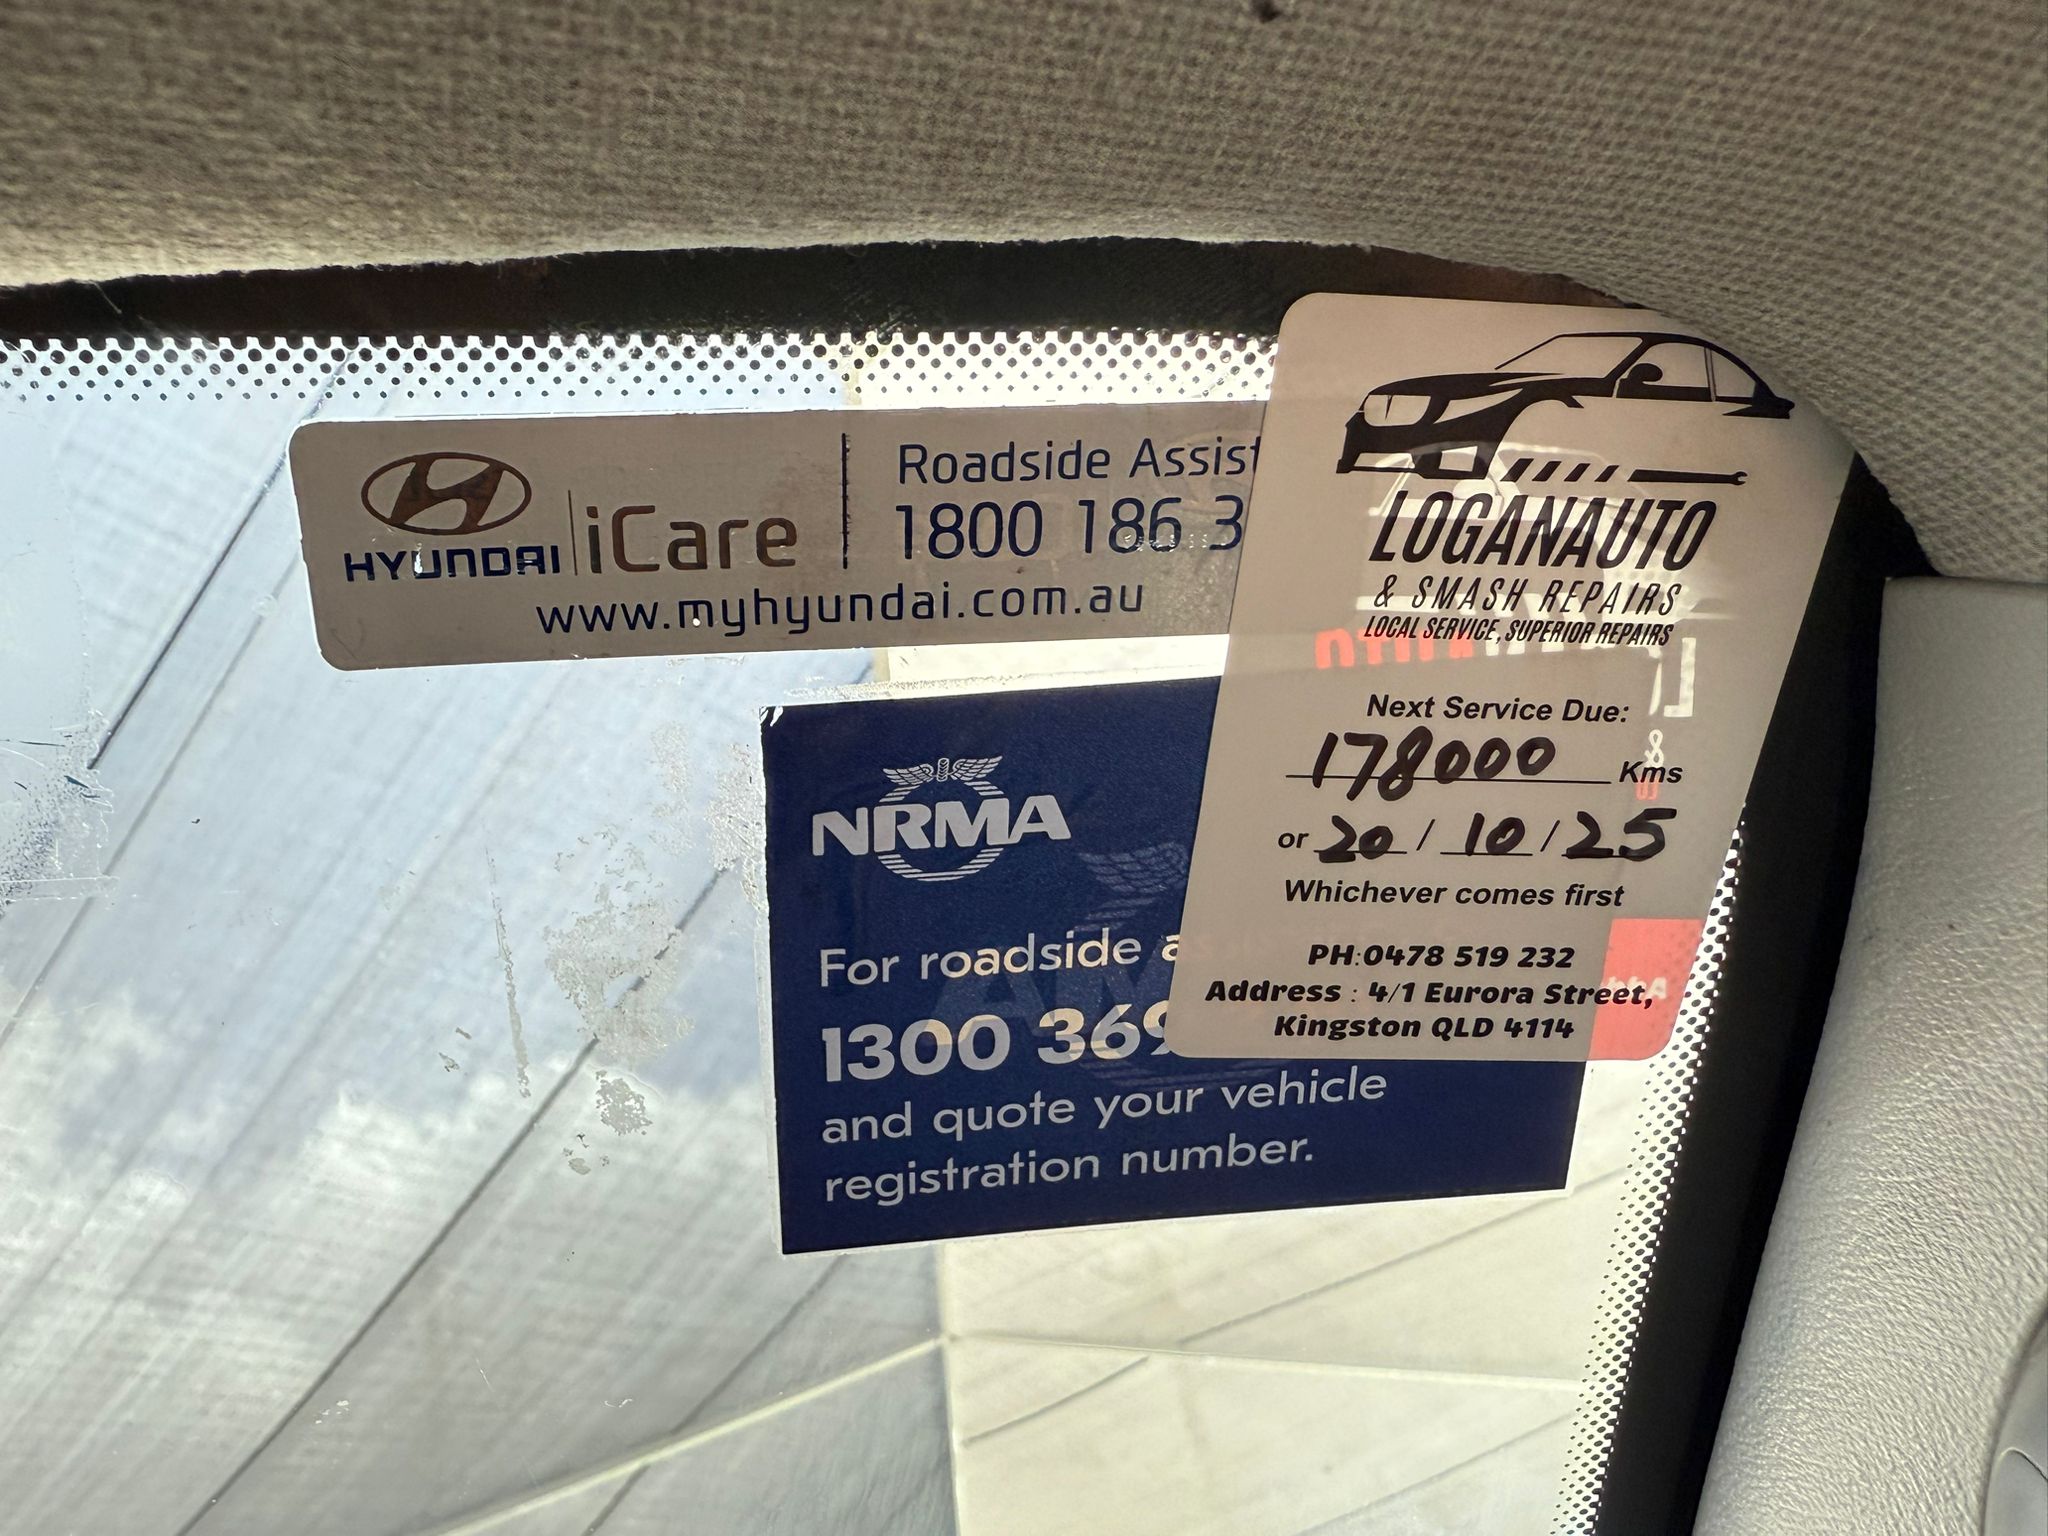 HYUNDAI
iCare
Roadside
1800 186 3
www.myhyundai.com.au
NRMA
For roadside
1300 369
and quote your vehicle
registration number.
LOGANAUTO
& SMASH REPAIRS
LOCAL SERVICE, SUPERIOR REPAIRS
Next Service Due:
178000 Kms
or 20 / 10 / 25
Whichever comes first
PH:0478 519 232
Address : 4/1 Eurora Street,
Kingston QLD 4114